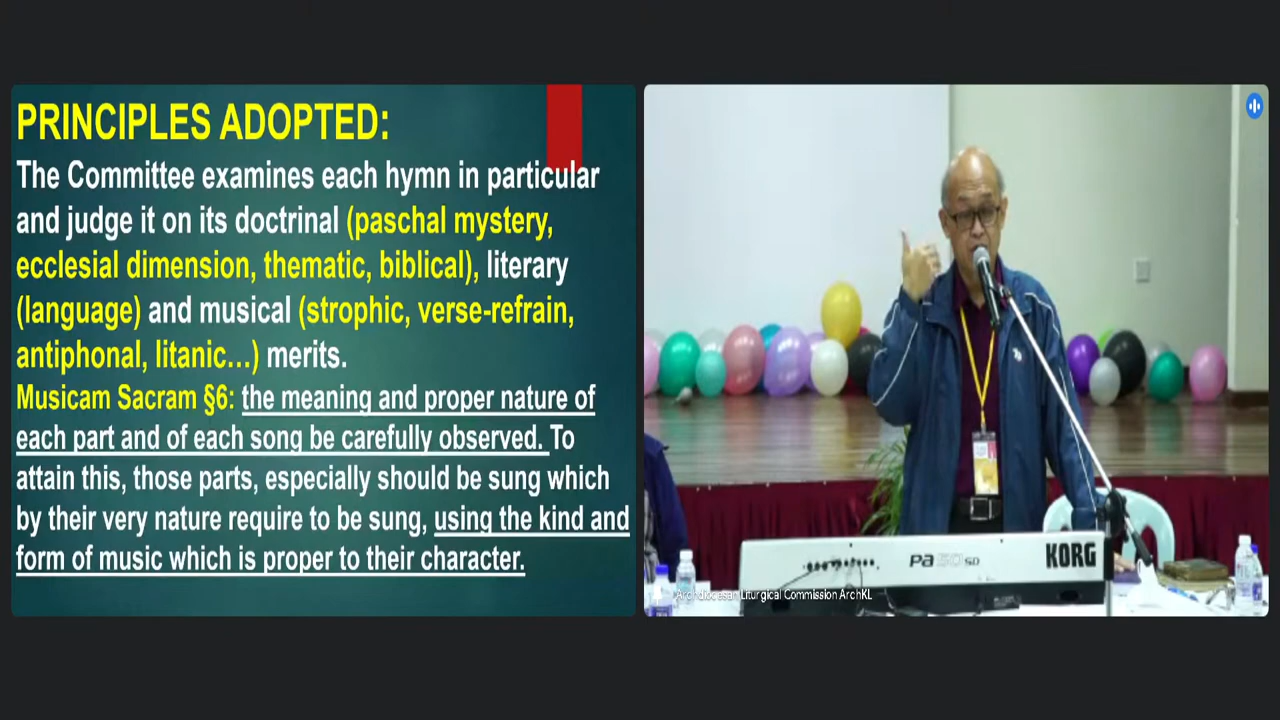 PRINCIPLES ADOPTED:
The Committee examines each hymn in particular
and judge it on its doctrinal (paschal mystery,
ecclesial dimension, thematic, biblical), literary
(language) and musical (strophic, verse-refrain,
antiphonal, litanic...) merits.
Musicam Sacram §6: the meaning and proper nature of
each part and of each song be carefully observed. To
attain this, those parts, especially should be sung which
by their very nature require to be sung, using the kind and
form of music which is proper to their character.
Pa50SD KORG
Archdiocesan Liturgical Commission ArchKL